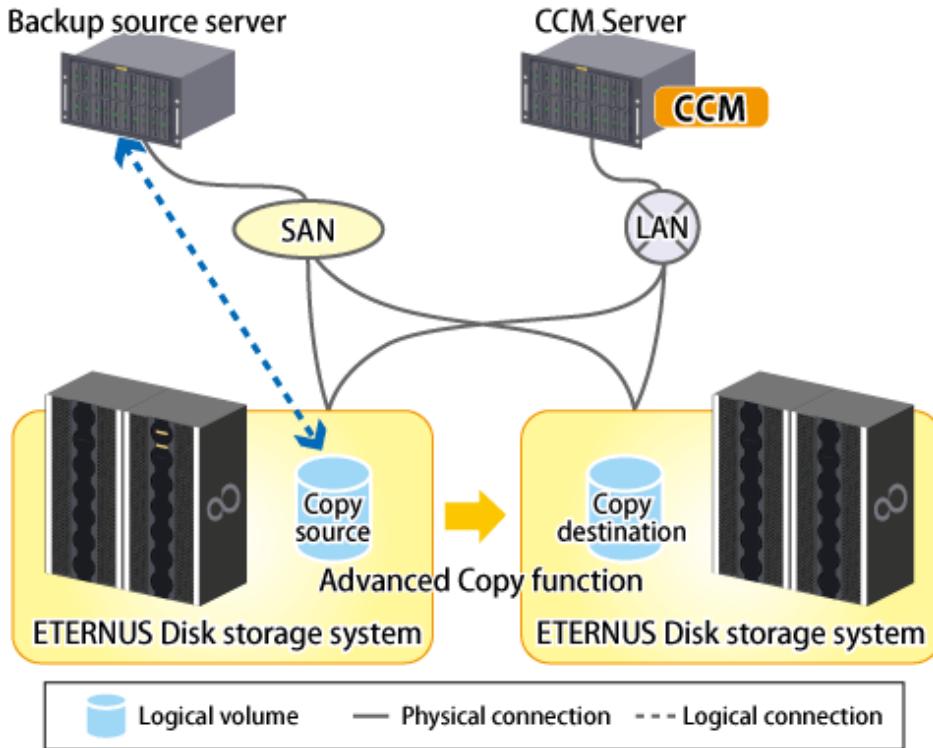 Backup source server
CCM Server
CCM
SAN
LAN
Copy
source
Copy
destination
Advanced Copy function
ETERNUS Disk storage system
ETERNUS Disk storage system
Logical volume
Physical connection
Logical connection